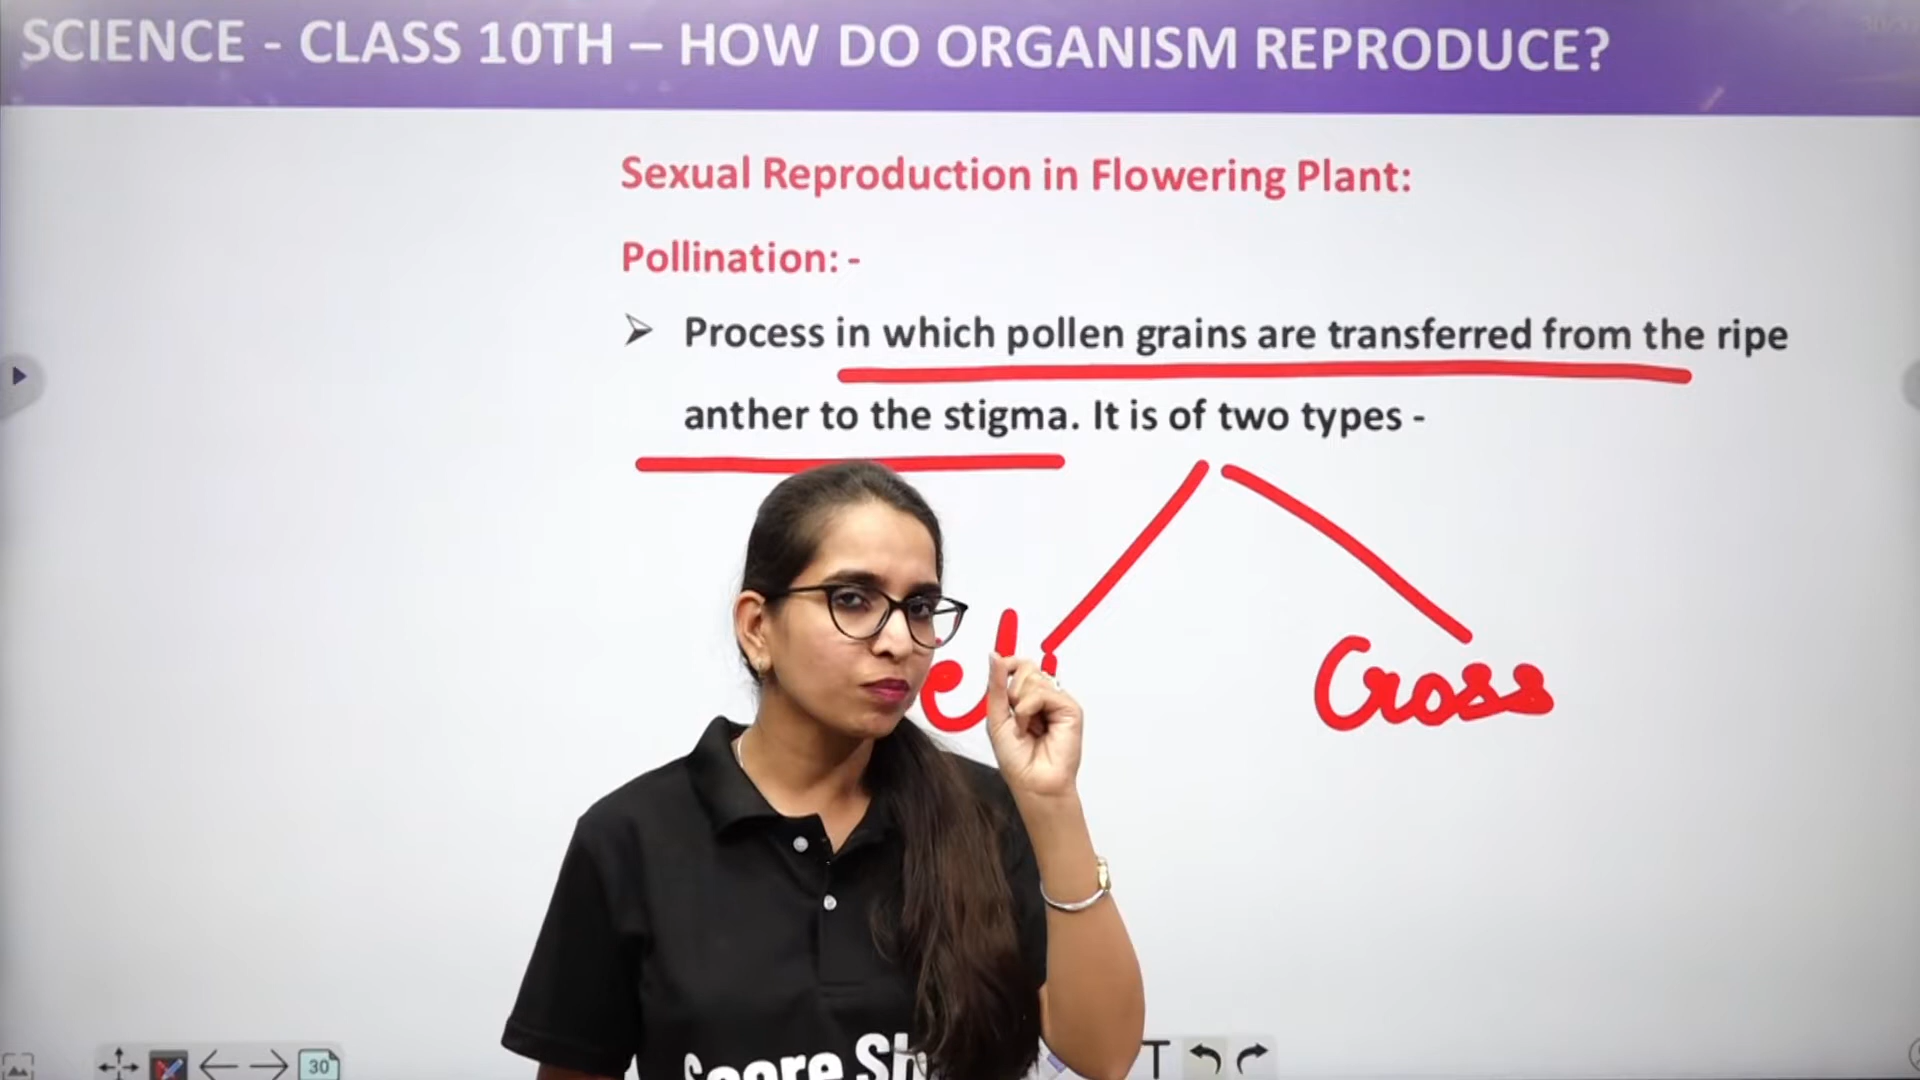 SCIENCE - CLASS 10TH – HOW DO ORGANISM REPRODUCE?
Sexual Reproduction in Flowering Plant:
Pollination: -
➤ Process in which pollen grains are transferred from the ripe
anther to the stigma. It is of two types -
Cross
30
T